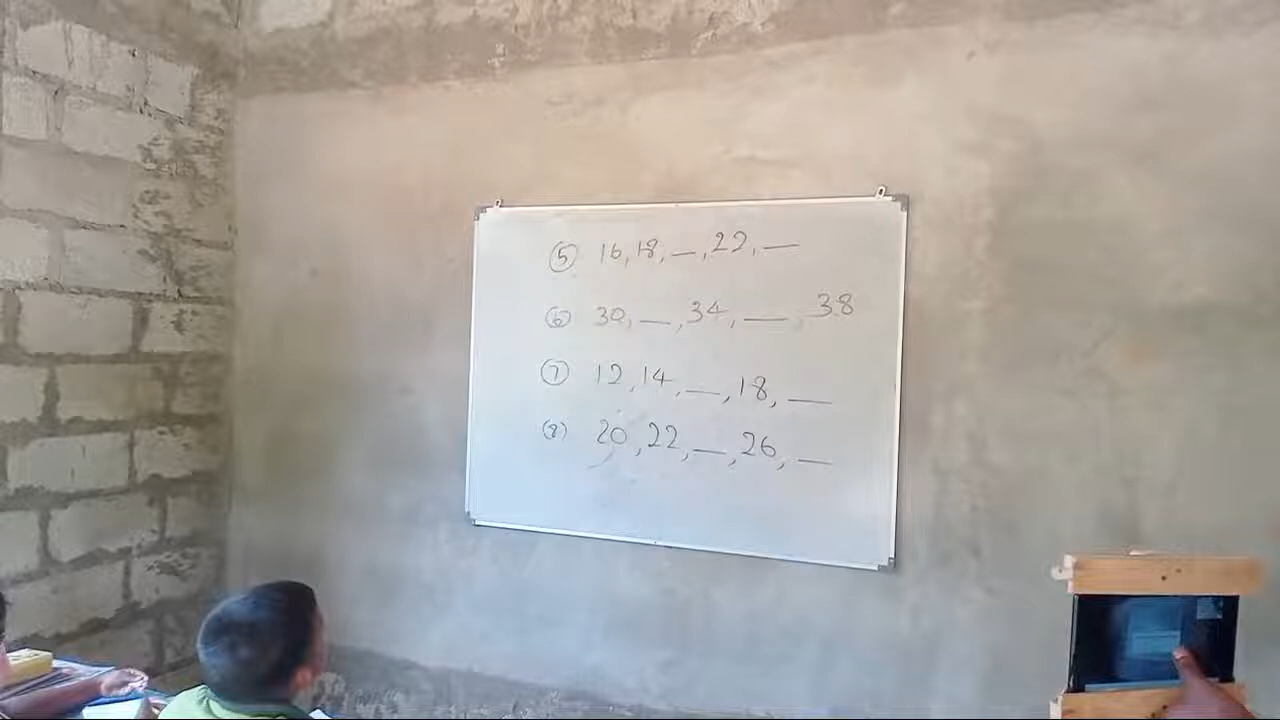 ⑤ 16, 18, __, 22, __
⑥ 30, __, 34, __, 38
⑦ 12, 14, __, 18, __
(8) 20, 22, __, 26, __